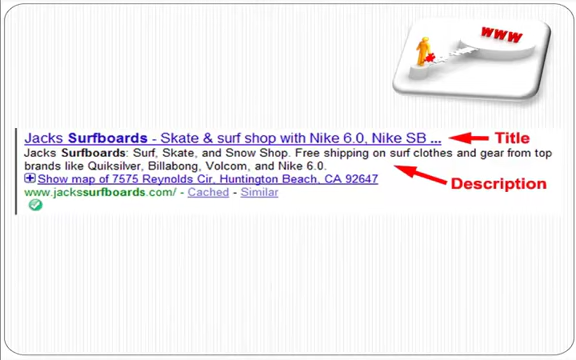 www
Jacks Surfboards - Skate & surf shop with Nike 6.0, Nike SB ...
Title
Jacks Surfboards: Surf, Skate, and Snow Shop. Free shipping on surf clothes and gear from top
brands like Quiksilver, Billabong, Volcom, and Nike 6.0.
Description
Show map of 7575 Reynolds Cir, Huntington Beach, CA 92647
www.jackssurfboards.com/ - Cached - Similar